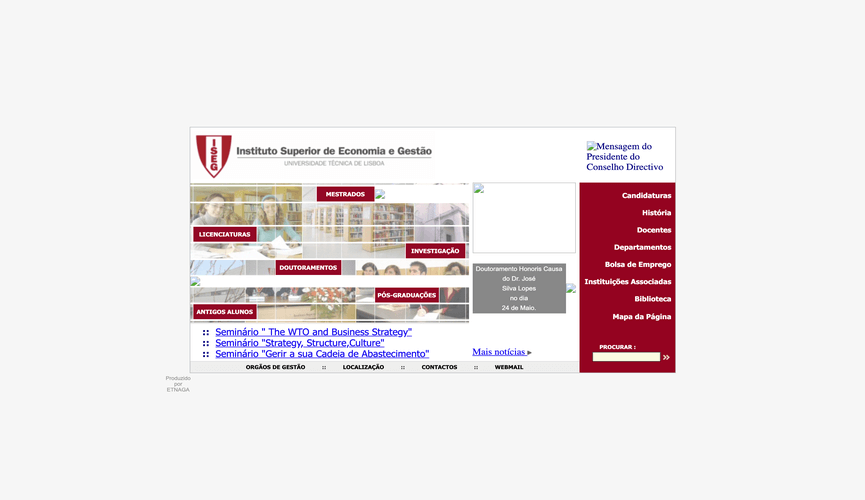 ISEG
Instituto Superior de Economia e Gestão
UNIVERSIDADE TÉCNICA DE LISBOA
Mensagem do
Presidente do
Conselho Directivo
MESTRADOS
LICENCIATURAS
INVESTIGAÇÃO
DOUTORAMENTOS
PÓS-GRADUAÇÕES
ANTIGOS ALUNOS
Doutoramento Honoris Causa
do Dr. José
Silva Lopes
no dia
24 de Maio.
Candidaturas
História
Docentes
Departamentos
Bolsa de Emprego
Instituições Associadas
Biblioteca
Mapa da Página
PROCURAR :
:: Seminário " The WTO and Business Strategy"
:: Seminário "Strategy, Structure,Culture"
:: Seminário "Gerir a sua Cadeia de Abastecimento"
Mais notícias
ORGÃOS DE GESTÃO :: LOCALIZAÇÃO :: CONTACTOS :: WEBMAIL
Produzido
por
ETNAGA